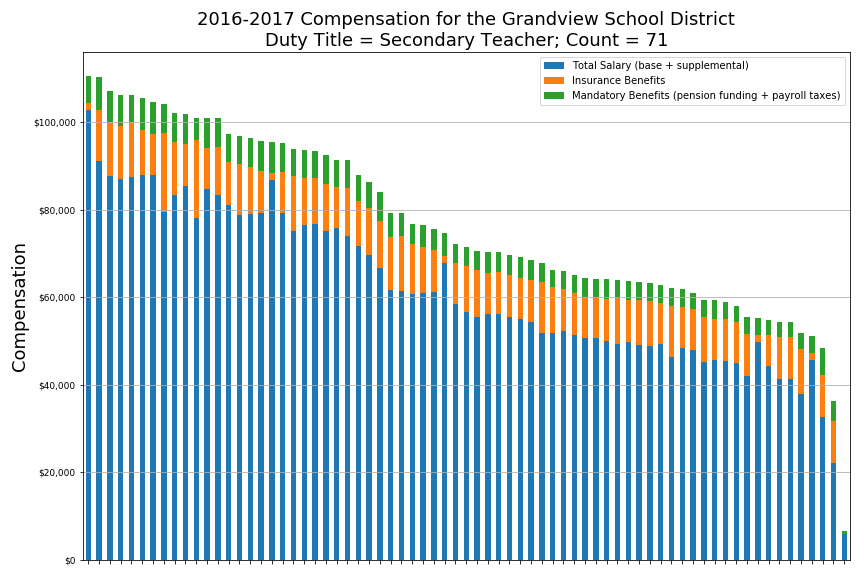 2016-2017 Compensation for the Grandview School District
Duty Title = Secondary Teacher; Count = 71
Total Salary (base + supplemental)
Insurance Benefits
Mandatory Benefits (pension funding + payroll taxes)
$100,000
$80,000
$60,000
$40,000
$20,000
$0
Compensation